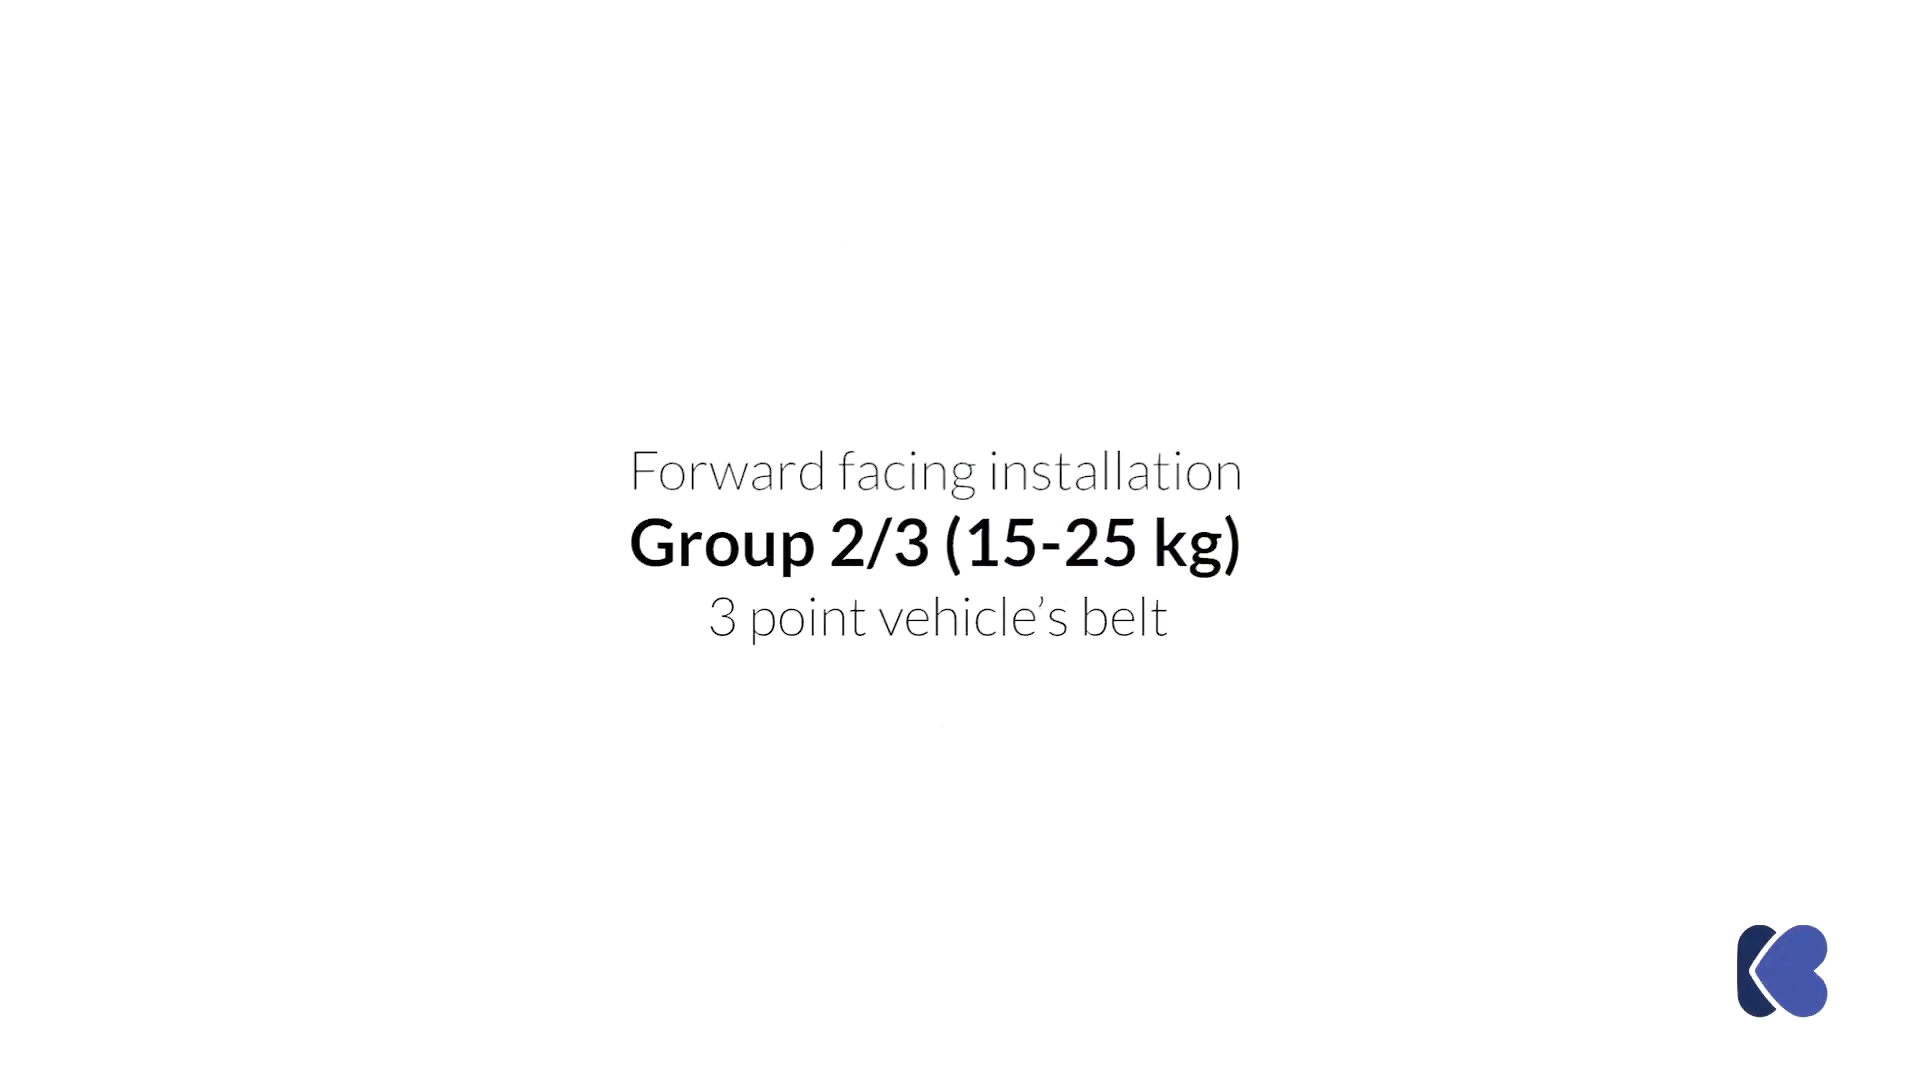 Forward facing installation
Group 2/3 (15-25 kg)
3 point vehicle’s belt